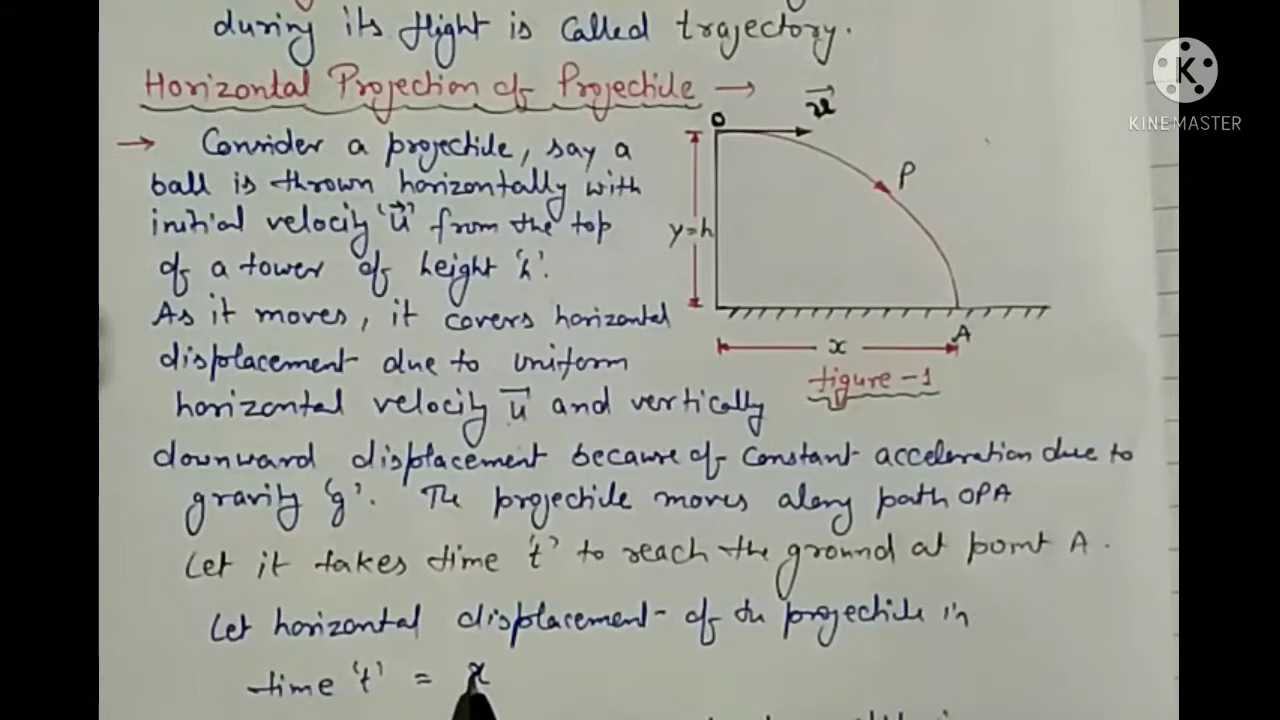 during its flight is called trajectory.
Horizontal Projection of Projectile →
→ Consider a projectile, say a
ball is thrown horizontally with
initial velocity 'u⃗' from the top
of a tower of height 'h'.
As it moves, it covers horizontal
displacement due to uniform
horizontal velocity u⃗ and vertically
downward displacement because of constant acceleration due to
gravity 'g'. The projectile moves along path OPA
Let it takes time 't' to reach the ground at point A.
Let horizontal displacement of the projectile in
time 't' = x
O
u⃗
P
y=h
A
x
figure-1
K
KINEMASTER